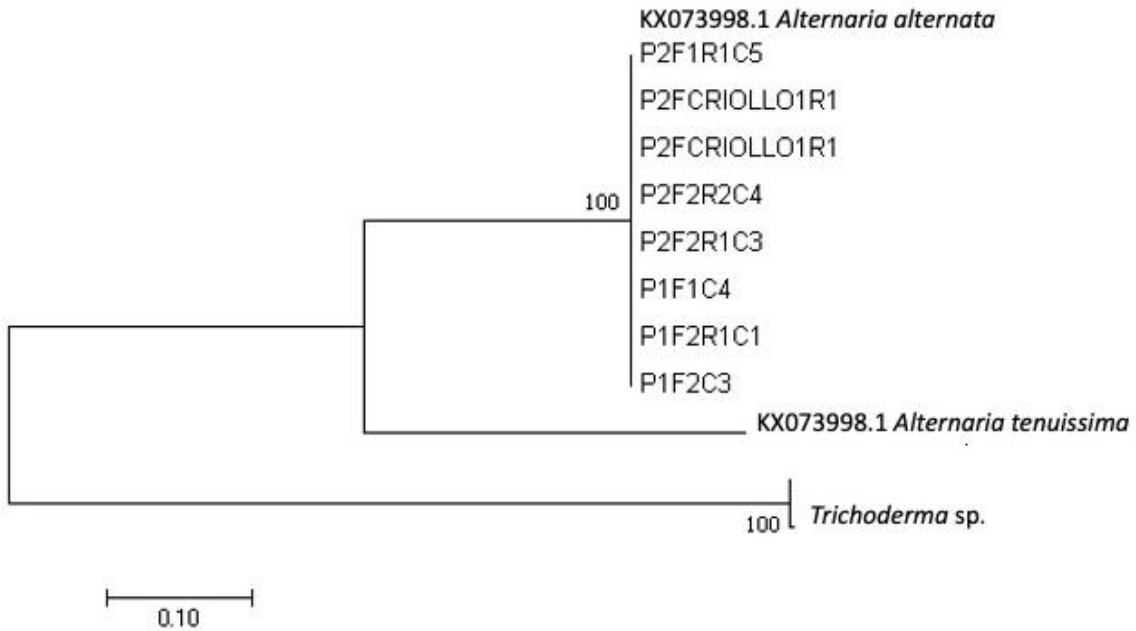 KX073998.1 Alternaria alternata
P2F1R1C5
P2FCRIOLLO1R1
P2FCRIOLLO1R1
100
P2F2R2C4
P2F2R1C3
P1F1C4
P1F2R1C1
P1F2C3
KX073998.1 Alternaria tenuissima
Trichoderma sp.
100
0.10